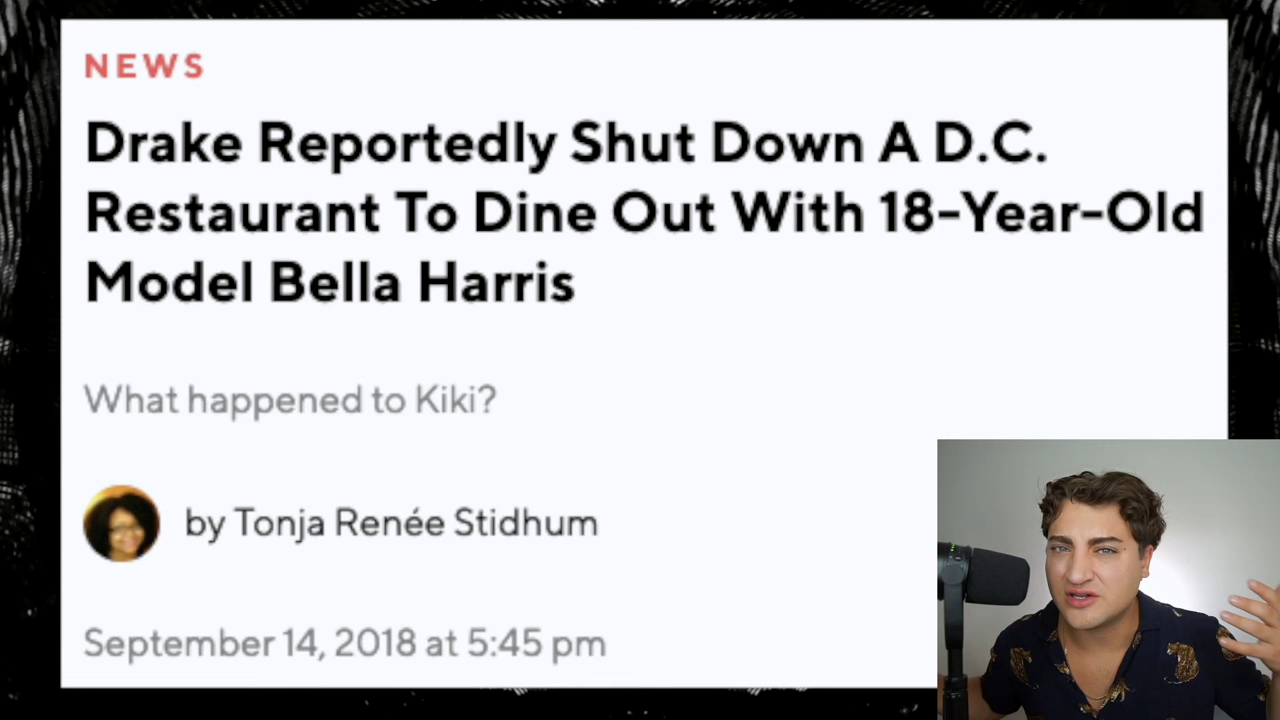 NEWS
Drake Reportedly Shut Down A D.C.
Restaurant To Dine Out With 18-Year-Old
Model Bella Harris
What happened to Kiki?
by Tonja Renée Stidhum
September 14, 2018 at 5:45 pm